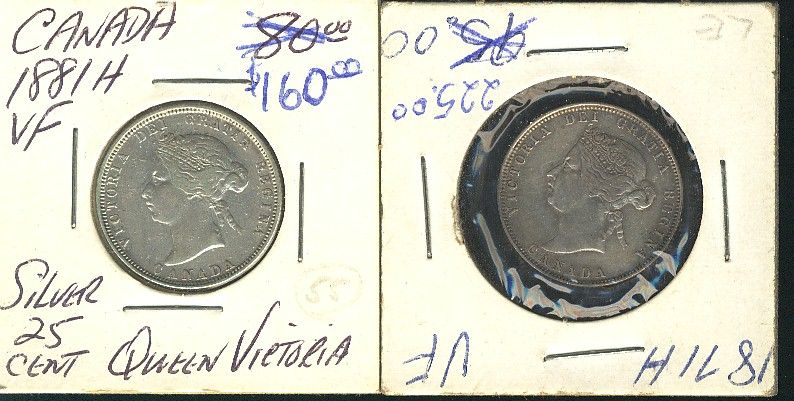 CANADA
80.00
1881H
$160.00
VF
VICTORIA DEI GRATIA REGINA
CANADA
SILVER
25
CENT QUEEN VICTORIA
55
1871H
VF
225.00
VICTORIA DEI GRATIA REGINA
CANADA